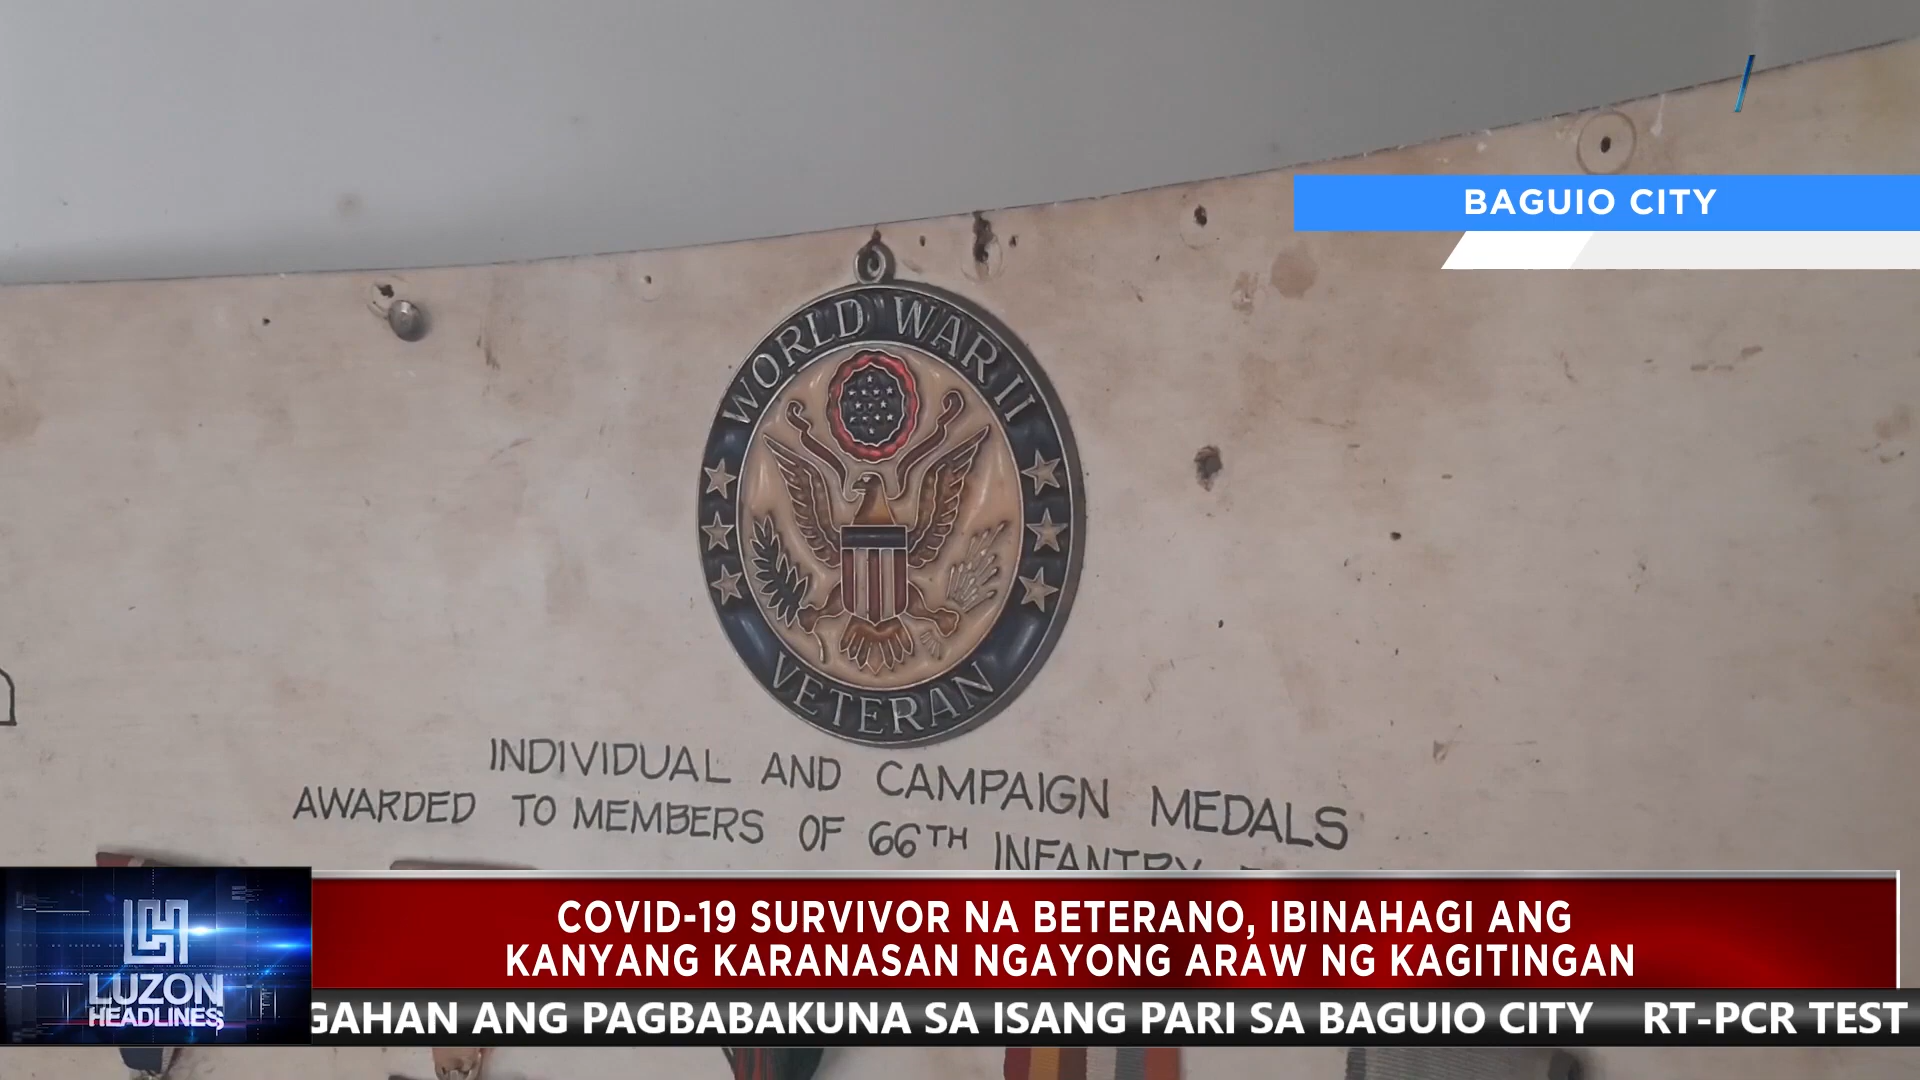 BAGUIO CITY
WORLD WAR II
VETERAN
INDIVIDUAL AND CAMPAIGN MEDALS
AWARDED TO MEMBERS OF 66TH INFANTRY
COVID-19 SURVIVOR NA BETERANO, IBINAHAGI ANG
KANYANG KARANASAN NGAYONG ARAW NG KAGITINGAN
LUZON
HEADLINES
GAHAN ANG PAGBABAKUNA SA ISANG PARI SA BAGUIO CITY RT-PCR TEST